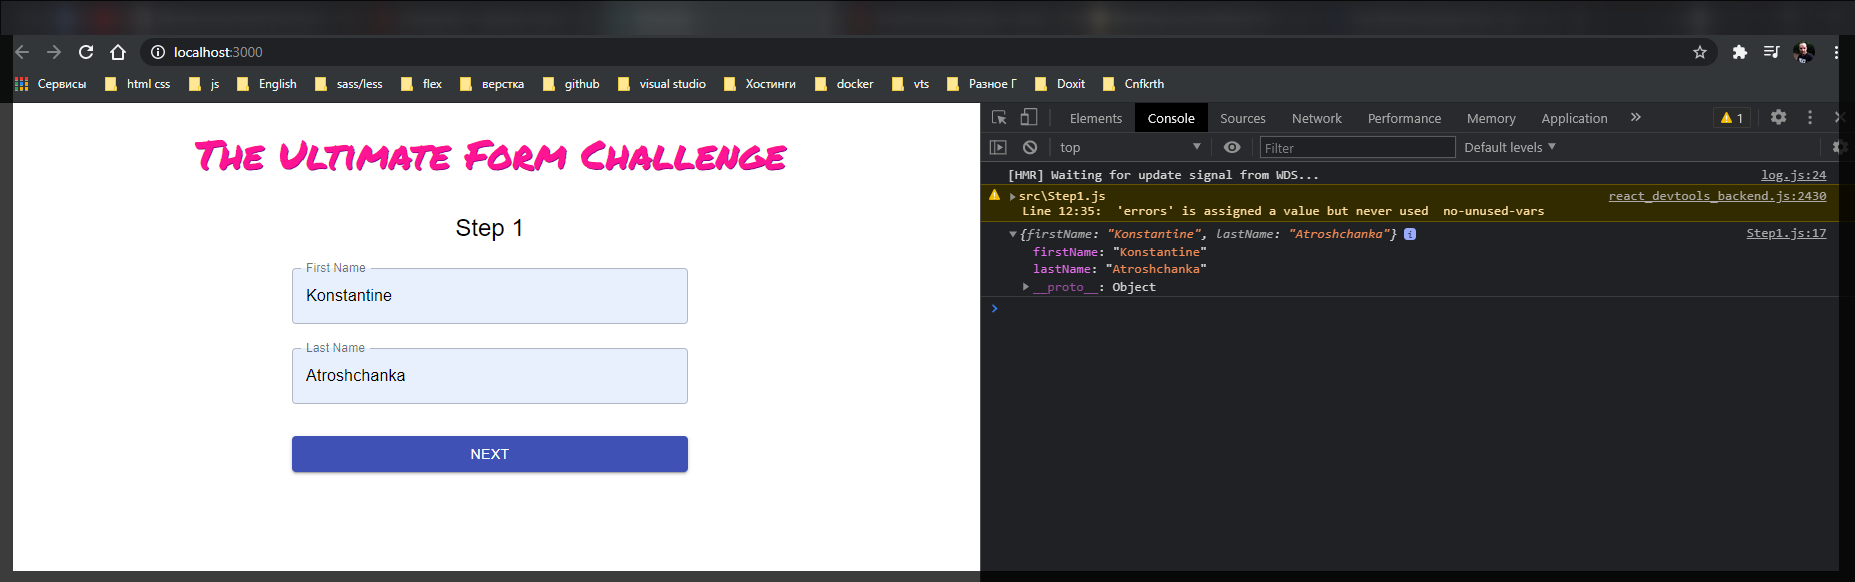 localhost:3000
Сервисы html css js English sass/less flex верстка github visual studio Хостинги docker vts Разное Г Doxit Cnfkrth
The Ultimate Form Challenge
Step 1
First Name
Konstantine
Last Name
Atroshchanka
NEXT
Elements Console Sources Network Performance Memory Application » 1
top Filter Default levels
[HMR] Waiting for update signal from WDS... log.js:24
src\Step1.js react_devtools_backend.js:2430
Line 12:35: 'errors' is assigned a value but never used no-unused-vars
{firstName: "Konstantine", lastName: "Atroshchanka"} i Step1.js:17
firstName: "Konstantine"
lastName: "Atroshchanka"
__proto__: Object